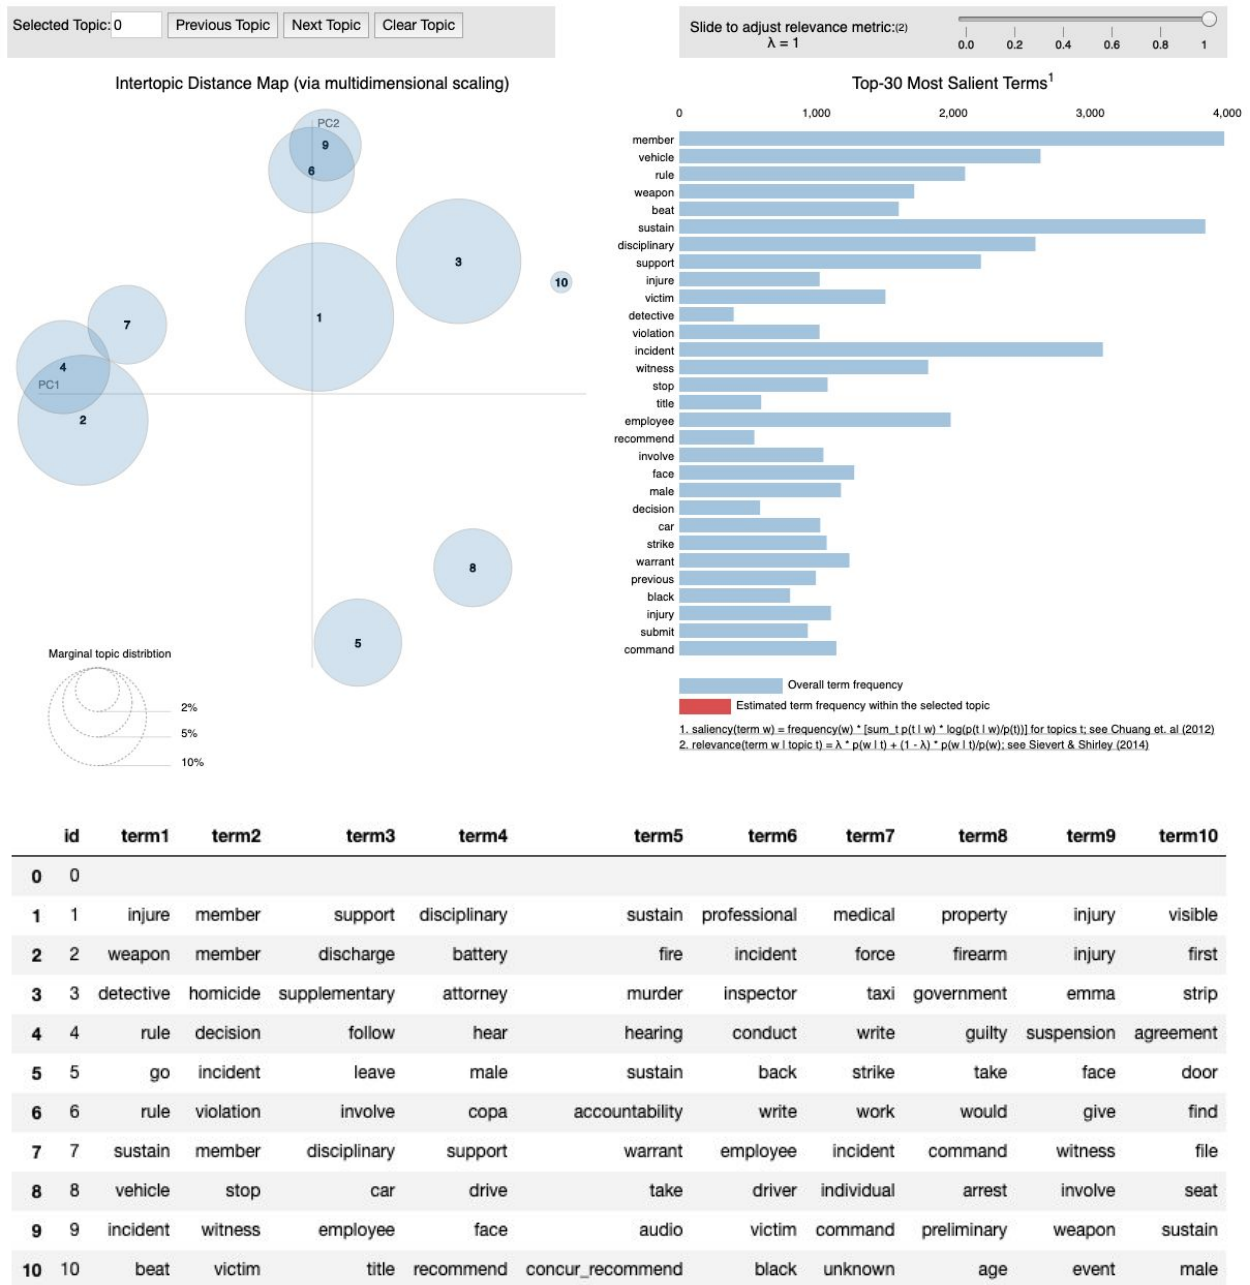 Selected Topic: 0 Previous Topic Next Topic Clear Topic
Slide to adjust relevance metric:(2)
λ = 1
0.0 0.2 0.4 0.6 0.8 1
Intertopic Distance Map (via multidimensional scaling)
PC2
9
6
3
10
1
7
4
PC1
2
8
5
Marginal topic distribtion
2%
5%
10%
Top-30 Most Salient Terms1
0 1,000 2,000 3,000 4,000
member
vehicle
rule
weapon
beat
sustain
disciplinary
support
injure
victim
detective
violation
incident
witness
stop
title
employee
recommend
involve
face
male
decision
car
strike
warrant
previous
black
injury
submit
command
Overall term frequency
Estimated term frequency within the selected topic
1. saliency(term w) = frequency(w) * [sum_t p(t | w) * log(p(t | w)/p(t))] for topics t; see Chuang et. al (2012)
2. relevance(term w | topic t) = λ * p(w | t) + (1 - λ) * p(w | t)/p(w); see Sievert & Shirley (2014)
id term1 term2 term3 term4 term5 term6 term7 term8 term9 term10
0 0
1 1 injure member support disciplinary sustain professional medical property injury visible
2 2 weapon member discharge battery fire incident force firearm injury first
3 3 detective homicide supplementary attorney murder inspector taxi government emma strip
4 4 rule decision follow hear hearing conduct write guilty suspension agreement
5 5 go incident leave male sustain back strike take face door
6 6 rule violation involve copa accountability write work would give find
7 7 sustain member disciplinary support warrant employee incident command witness file
8 8 vehicle stop car drive take driver individual arrest involve seat
9 9 incident witness employee face audio victim command preliminary weapon sustain
10 10 beat victim title recommend concur_recommend black unknown age event male